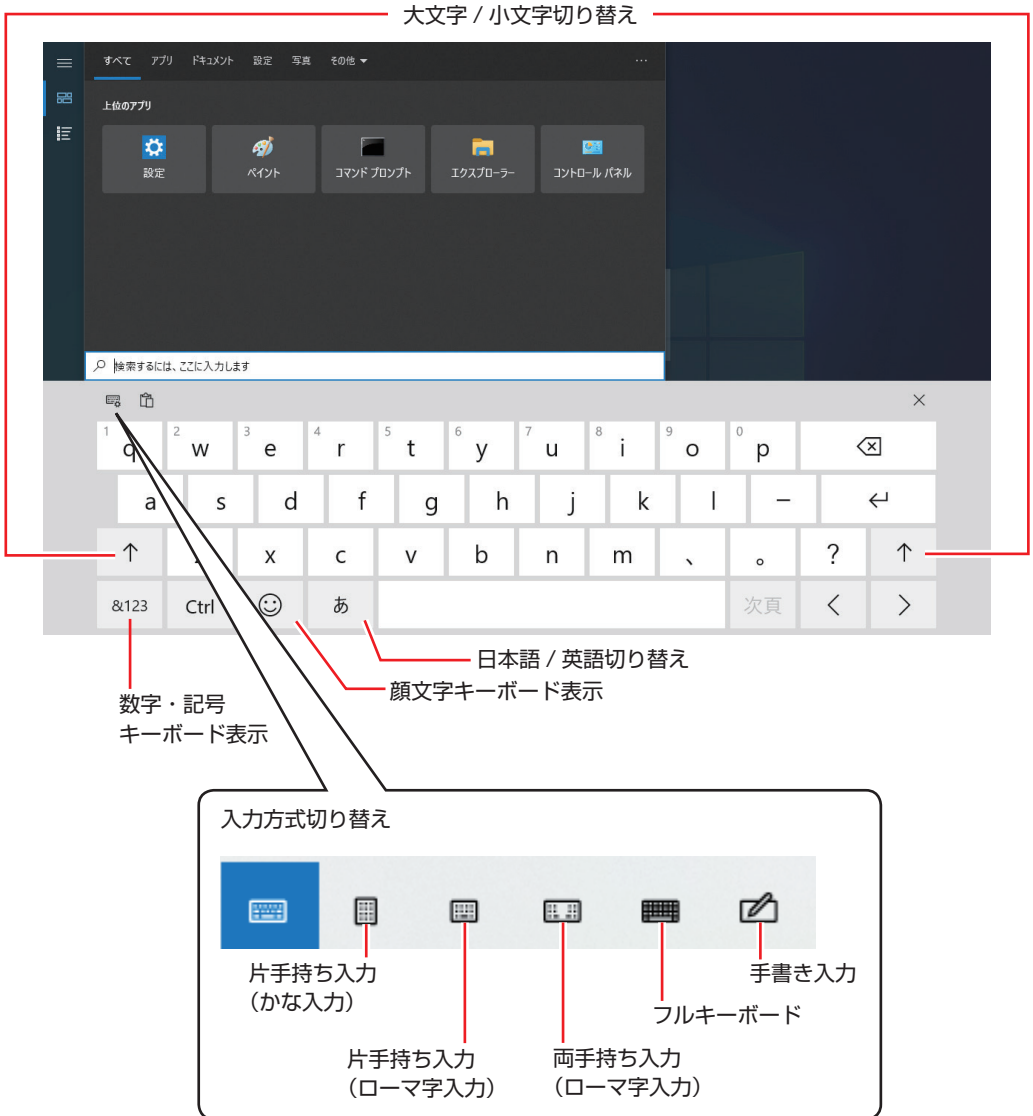 大文字 / 小文字切り替え
すべて アプリ ドキュメント 設定 写真 その他 ···
上位のアプリ
設定 ペイント コマンド プロンプト エクスプローラー コントロール パネル
検索するには、ここに入力します
1 q 2 w 3 e 4 r 5 t 6 y 7 u 8 i 9 o 0 p
a s d f g h j k l －
x c v b n m 、 。 ?
&123 Ctrl あ 次頁 < >
日本語 / 英語切り替え
顔文字キーボード表示
数字・記号
キーボード表示
入力方式切り替え
片手持ち入力
（かな入力）
手書き入力
フルキーボード
片手持ち入力
（ローマ字入力）
両手持ち入力
（ローマ字入力）